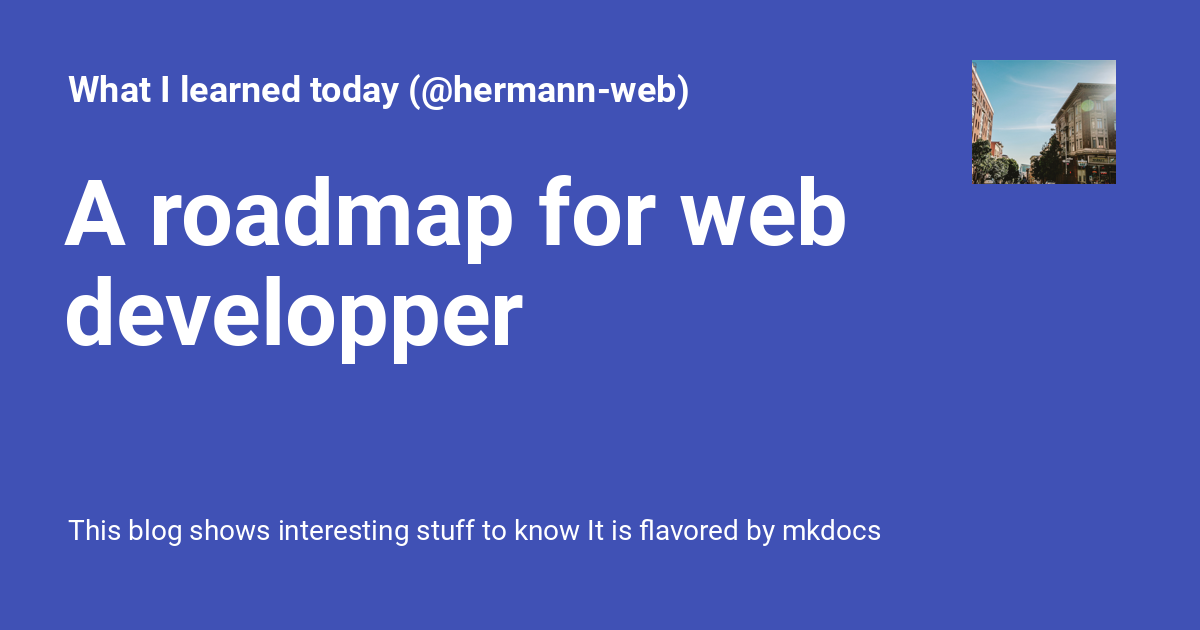 What I learned today (@hermann-web)
A roadmap for web
developper
This blog shows interesting stuff to know It is flavored by mkdocs